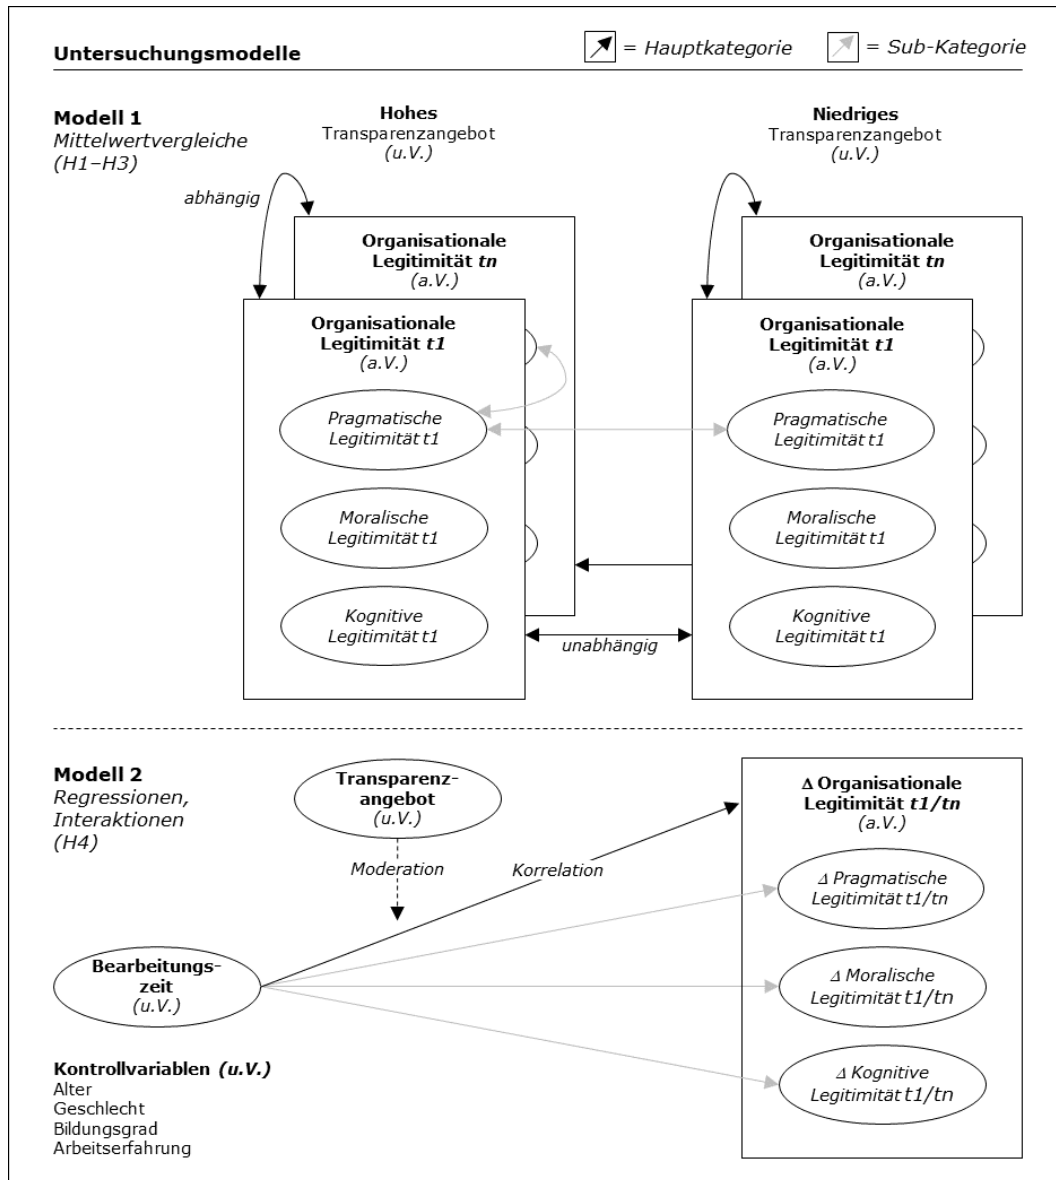 Untersuchungsmodelle
= Hauptkategorie
= Sub-Kategorie
Modell 1
Mittelwertvergleiche
(H1–H3)
Hohes
Transparenzangebot
(u.V.)
Niedriges
Transparenzangebot
(u.V.)
abhängig
Organisationale
Legitimität tn
(a.V.)
Organisationale
Legitimität tn
(a.V.)
Organisationale
Legitimität t1
(a.V.)
Organisationale
Legitimität t1
(a.V.)
Pragmatische
Legitimität t1
Pragmatische
Legitimität t1
Moralische
Legitimität t1
Moralische
Legitimität t1
Kognitive
Legitimität t1
Kognitive
Legitimität t1
unabhängig
Modell 2
Regressionen,
Interaktionen
(H4)
Transparenz-
angebot
(u.V.)
Δ Organisationale
Legitimität t1/tn
(a.V.)
Moderation
Korrelation
Δ Pragmatische
Legitimität t1/tn
Bearbeitungs-
zeit
(u.V.)
Δ Moralische
Legitimität t1/tn
Δ Kognitive
Legitimität t1/tn
Kontrollvariablen (u.V.)
Alter
Geschlecht
Bildungsgrad
Arbeitserfahrung